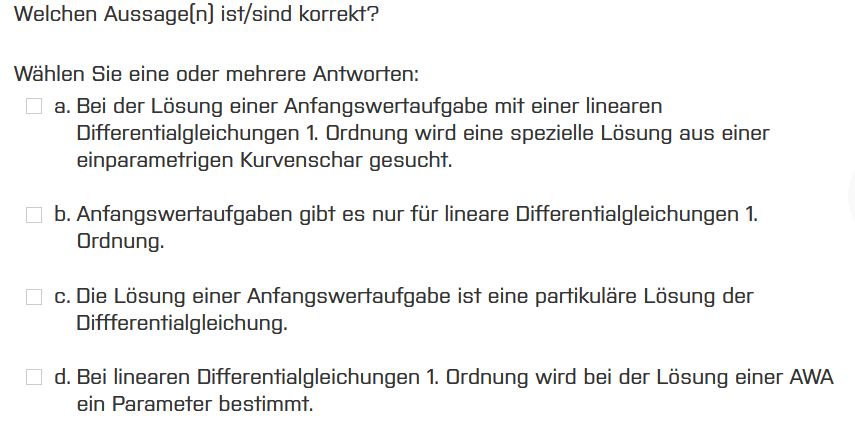 Welchen Aussage(n) ist/sind korrekt?
Wählen Sie eine oder mehrere Antworten:
a. Bei der Lösung einer Anfangswertaufgabe mit einer linearen
Differentialgleichungen 1. Ordnung wird eine spezielle Lösung aus einer
einparametrigen Kurvenschar gesucht.
b. Anfangswertaufgaben gibt es nur für lineare Differentialgleichungen 1.
Ordnung.
c. Die Lösung einer Anfangswertaufgabe ist eine partikuläre Lösung der
Diffferentialgleichung.
d. Bei linearen Differentialgleichungen 1. Ordnung wird bei der Lösung einer AWA
ein Parameter bestimmt.